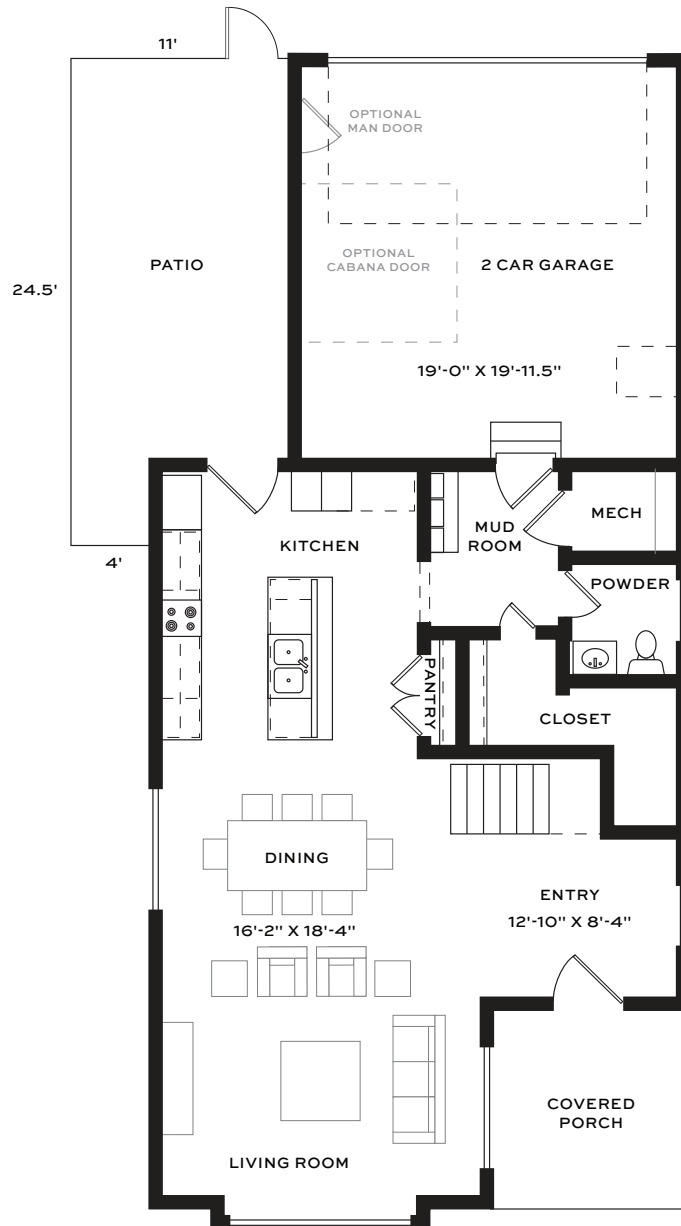 11'
OPTIONAL
MAN DOOR
PATIO
OPTIONAL
CABANA DOOR
2 CAR GARAGE
24.5'
19'-0" X 19'-11.5"
MECH
MUD
ROOM
KITCHEN
4'
POWDER
PANTRY
CLOSET
DINING
ENTRY
16'-2" X 18'-4"
12'-10" X 8'-4"
COVERED
PORCH
LIVING ROOM